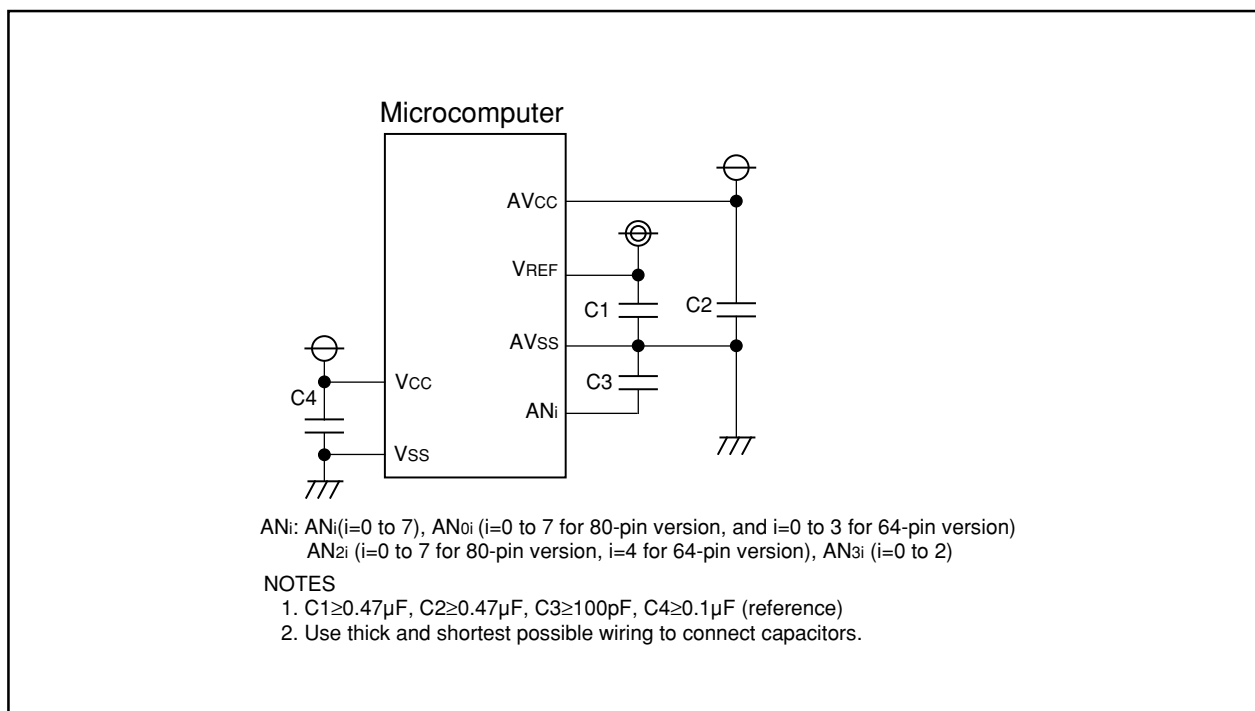 Microcomputer
AVCC
VREF
C1
C2
AVSS
C3
VCC
C4
ANi
VSS
ANi: ANi(i=0 to 7), AN0i (i=0 to 7 for 80-pin version, and i=0 to 3 for 64-pin version)
AN2i (i=0 to 7 for 80-pin version, i=4 for 64-pin version), AN3i (i=0 to 2)
NOTES
1. C1≥0.47µF, C2≥0.47µF, C3≥100pF, C4≥0.1µF (reference)
2. Use thick and shortest possible wiring to connect capacitors.